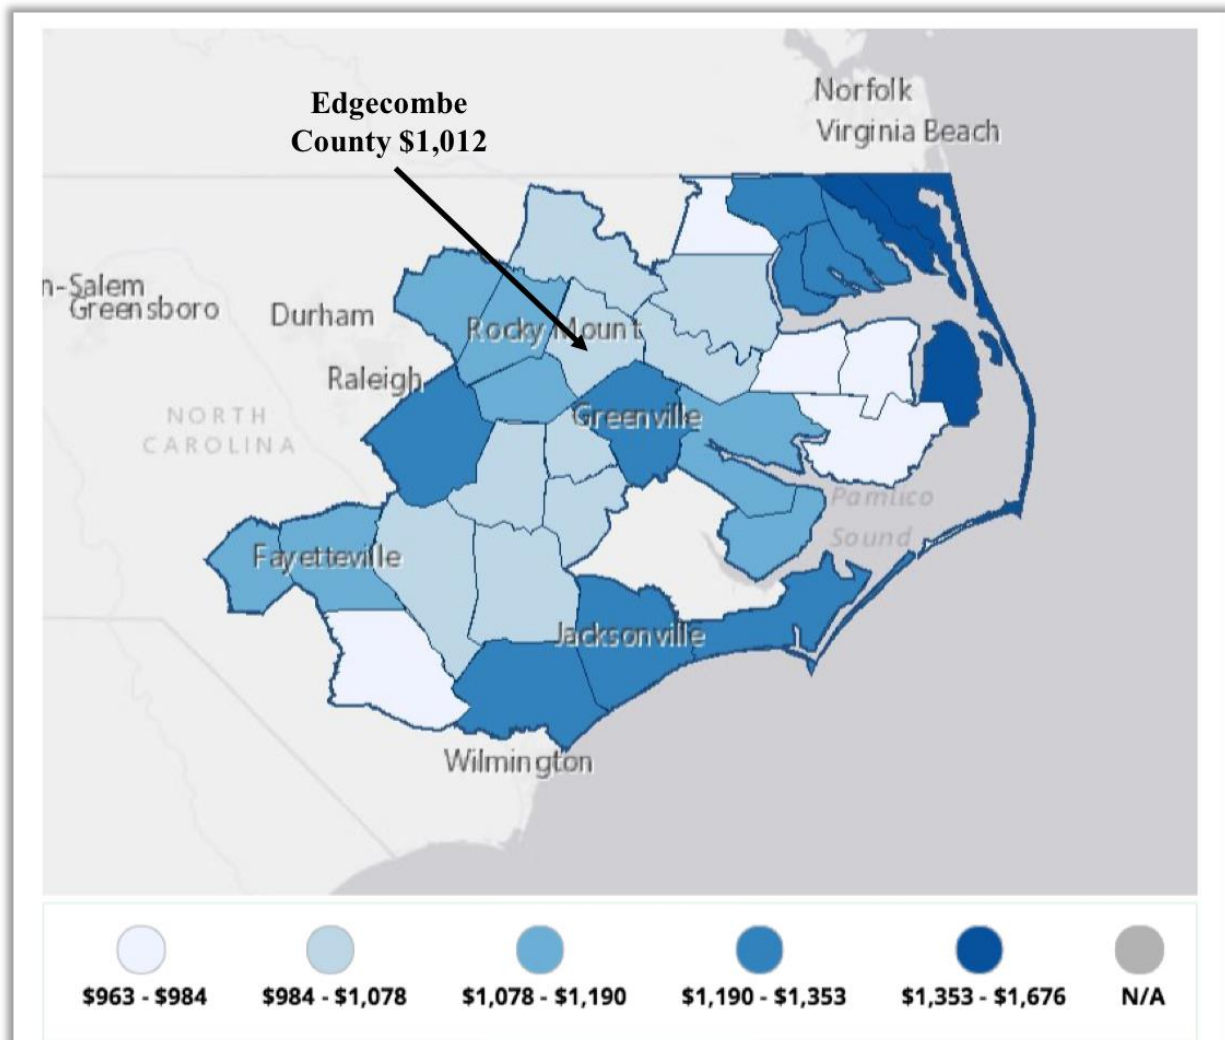 Norfolk
Virginia Beach
Edgecombe
County $1,012
n-Salem
Greensboro
Durham
Rocky Mount
Raleigh
NORTH
CAROLINA
Greenville
Pamlico
Sound
Fayetteville
Jacksonville
Wilmington
$963 - $984
$984 - $1,078
$1,078 - $1,190
$1,190 - $1,353
$1,353 - $1,676
N/A